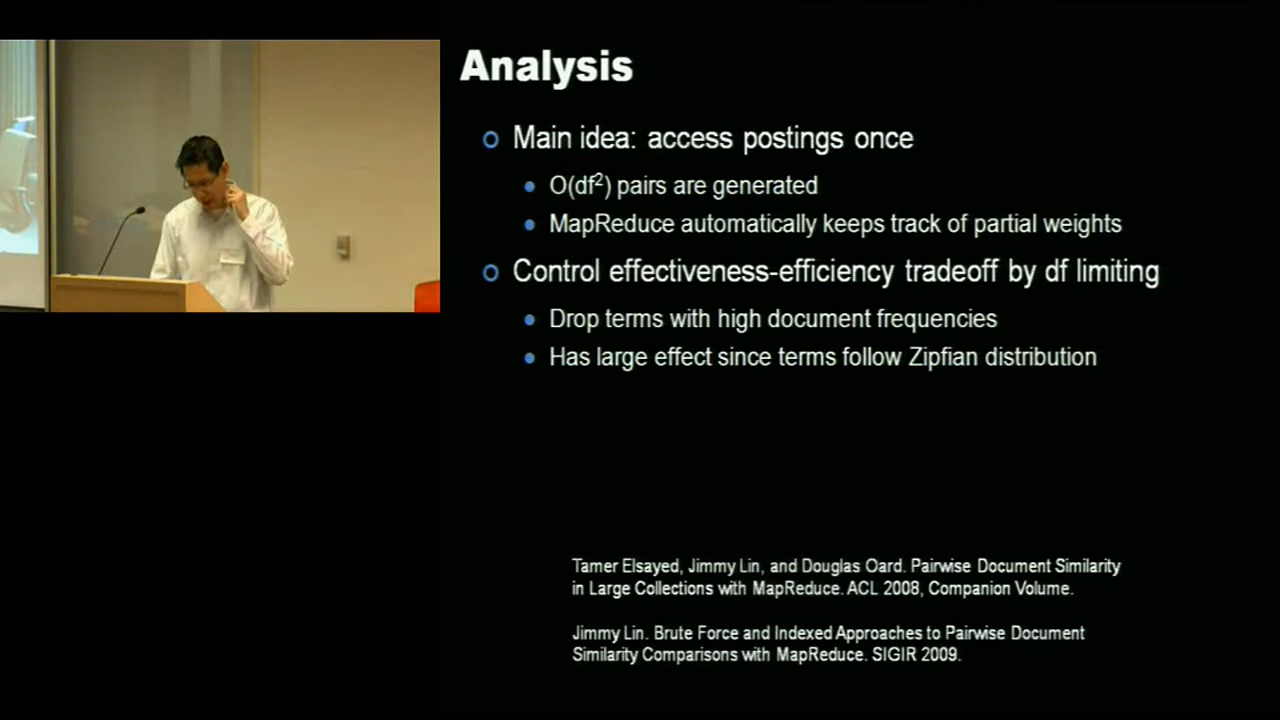 Analysis
o Main idea: access postings once
• O(df²) pairs are generated
• MapReduce automatically keeps track of partial weights
o Control effectiveness-efficiency tradeoff by df limiting
• Drop terms with high document frequencies
• Has large effect since terms follow Zipfian distribution
Tamer Elsayed, Jimmy Lin, and Douglas Oard. Pairwise Document Similarity
in Large Collections with MapReduce. ACL 2008, Companion Volume.
Jimmy Lin. Brute Force and Indexed Approaches to Pairwise Document
Similarity Comparisons with MapReduce. SIGIR 2009.